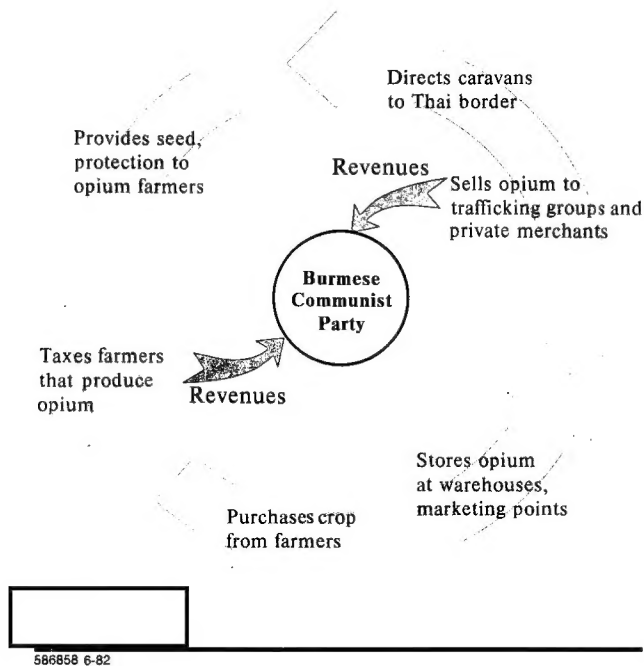 Directs caravans
to Thai border
Provides seed,
protection to
opium farmers
Revenues
Sells opium to
trafficking groups and
private merchants
Burmese
Communist
Party
Taxes farmers
that produce
opium
Revenues
Stores opium
at warehouses,
marketing points
Purchases crop
from farmers
586858 6-82